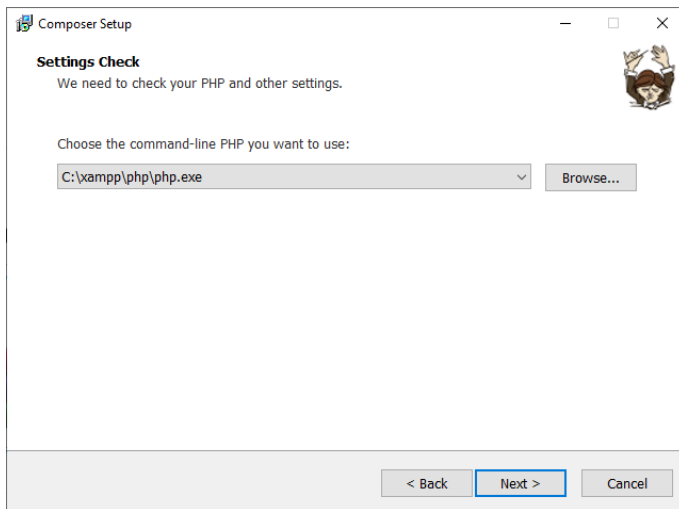 Composer Setup
Settings Check
We need to check your PHP and other settings.
Choose the command-line PHP you want to use:
C:\xampp\php\php.exe
Browse...
< Back
Next >
Cancel